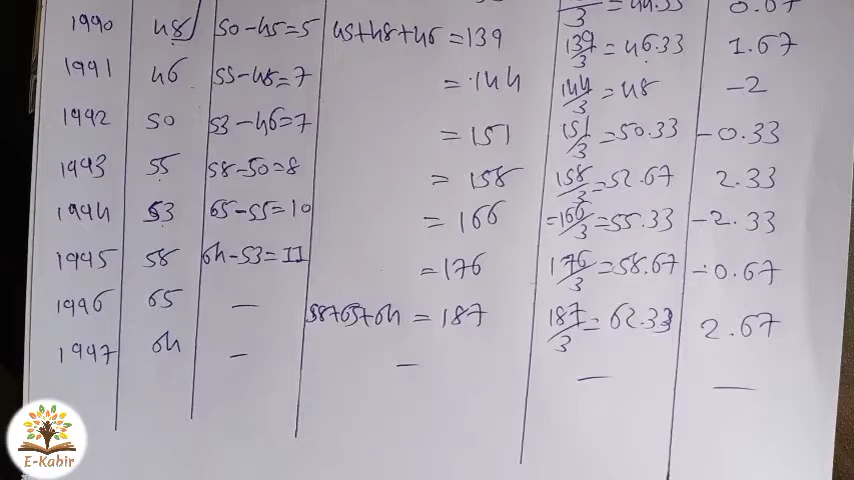 /3 = 44.33 0.67
1990 48 50-45=5 45+48+46 =139 139/3 =46.33 1.67
1991 46 55-48=7 =144 144/3 =48 -2
1992 50 53-46=7 =151 151/3 =50.33 -0.33
1993 55 58-50=8 = 158 158/3 =52.67 2.33
1994 53 65-55=10 = 166 =166/3 =55.33 -2.33
1995 58 64-53=11 =176 176/3 =58.67 -0.67
1996 65 — 58+65+64 = 187 187/3 = 62.33 2.67
1997 64 — — — —
E-Kabir